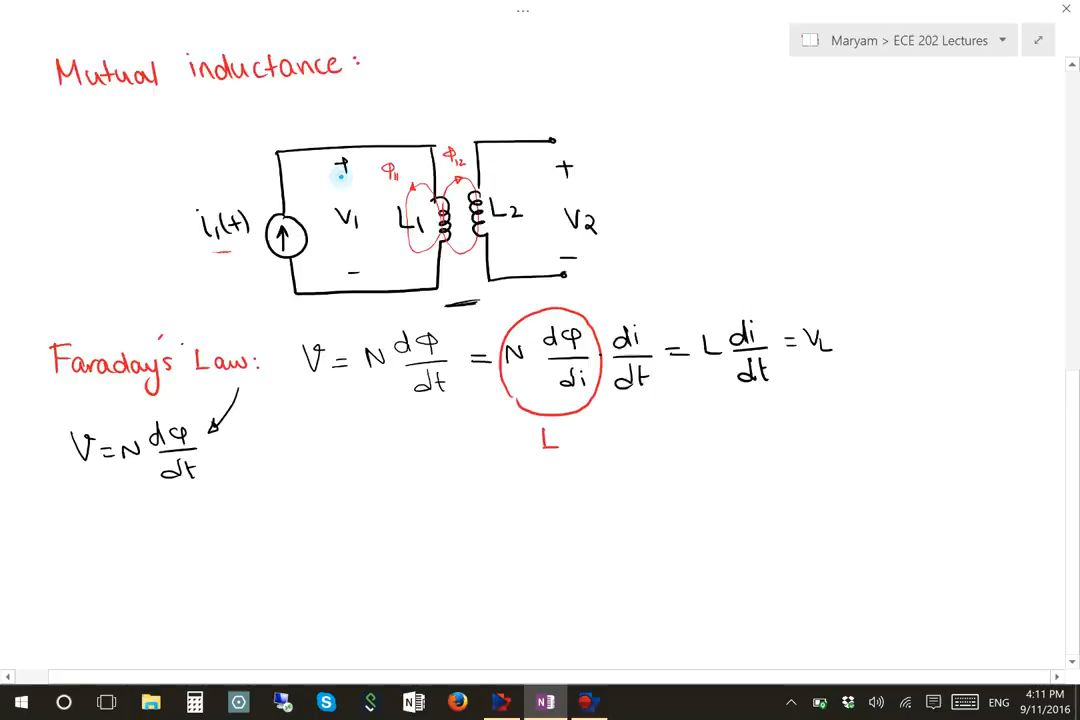 Maryam > ECE 202 Lectures
Mutual inductance:
+ φ11 φ12 +
i1(t) V1 L1 L2 V2
- -
Faraday's Law: V = N dφ/dt = N dφ/di · di/dt = L di/dt = VL
L
V = N dφ/dt
ENG
4:11 PM
9/11/2016